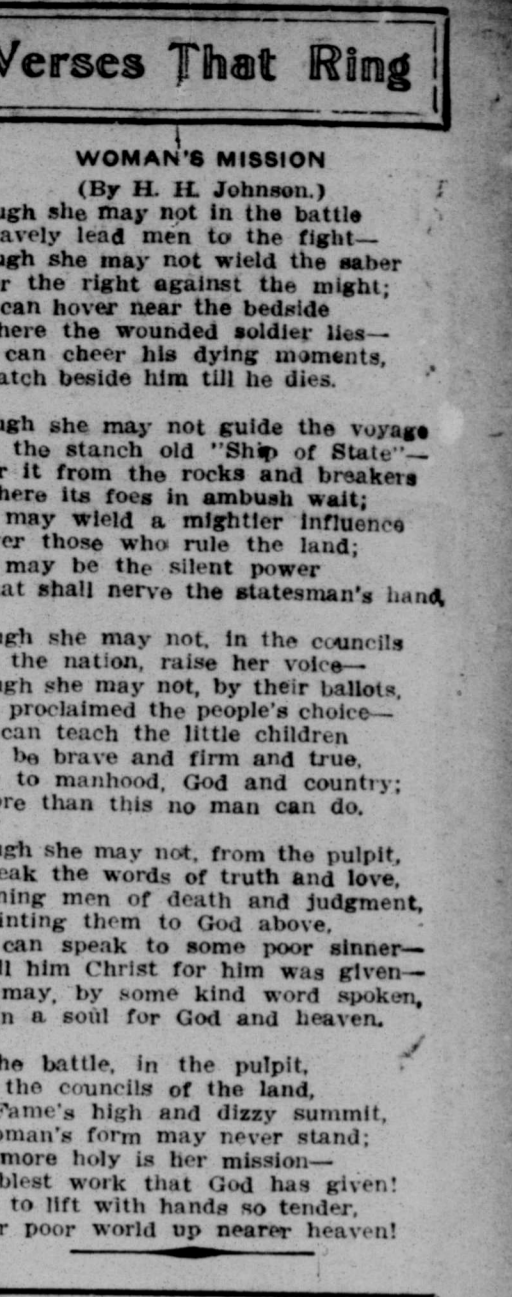 Verses That Ring
WOMAN'S MISSION
(By H. H. Johnson.)
ugh she may not in the battle
avely lead men to the fight—
ugh she may not wield the saber
r the right against the might;
can hover near the bedside
here the wounded soldier lies—
can cheer his dying moments,
atch beside him till he dies.
ugh she may not guide the voyage
the stanch old "Ship of State"—
r it from the rocks and breakers
here its foes in ambush wait;
may wield a mightier influence
er those who rule the land;
may be the silent power
at shall nerve the statesman's hand,
ugh she may not, in the councils
the nation, raise her voice—
ugh she may not, by their ballots,
proclaimed the people's choice—
can teach the little children
be brave and firm and true,
to manhood, God and country;
ore than this no man can do.
ugh she may not, from the pulpit,
eak the words of truth and love,
ning men of death and judgment,
inting them to God above,
can speak to some poor sinner—
ll him Christ for him was given—
may, by some kind word spoken,
n a soul for God and heaven.
he battle, in the pulpit,
the councils of the land,
Fame's high and dizzy summit,
oman's form may never stand;
more holy is her mission—
blest work that God has given!
to lift with hands so tender,
r poor world up nearer heaven!